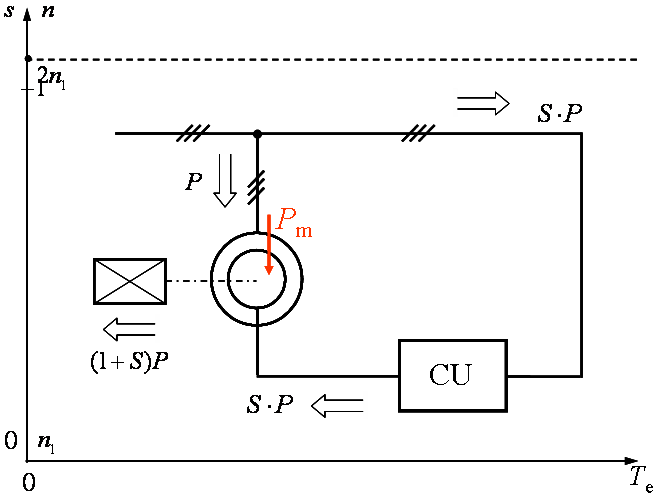 s n
2n₁
1
S·P
P
Pm
(1+S)P
CU
S·P
0 n₁
0 Te